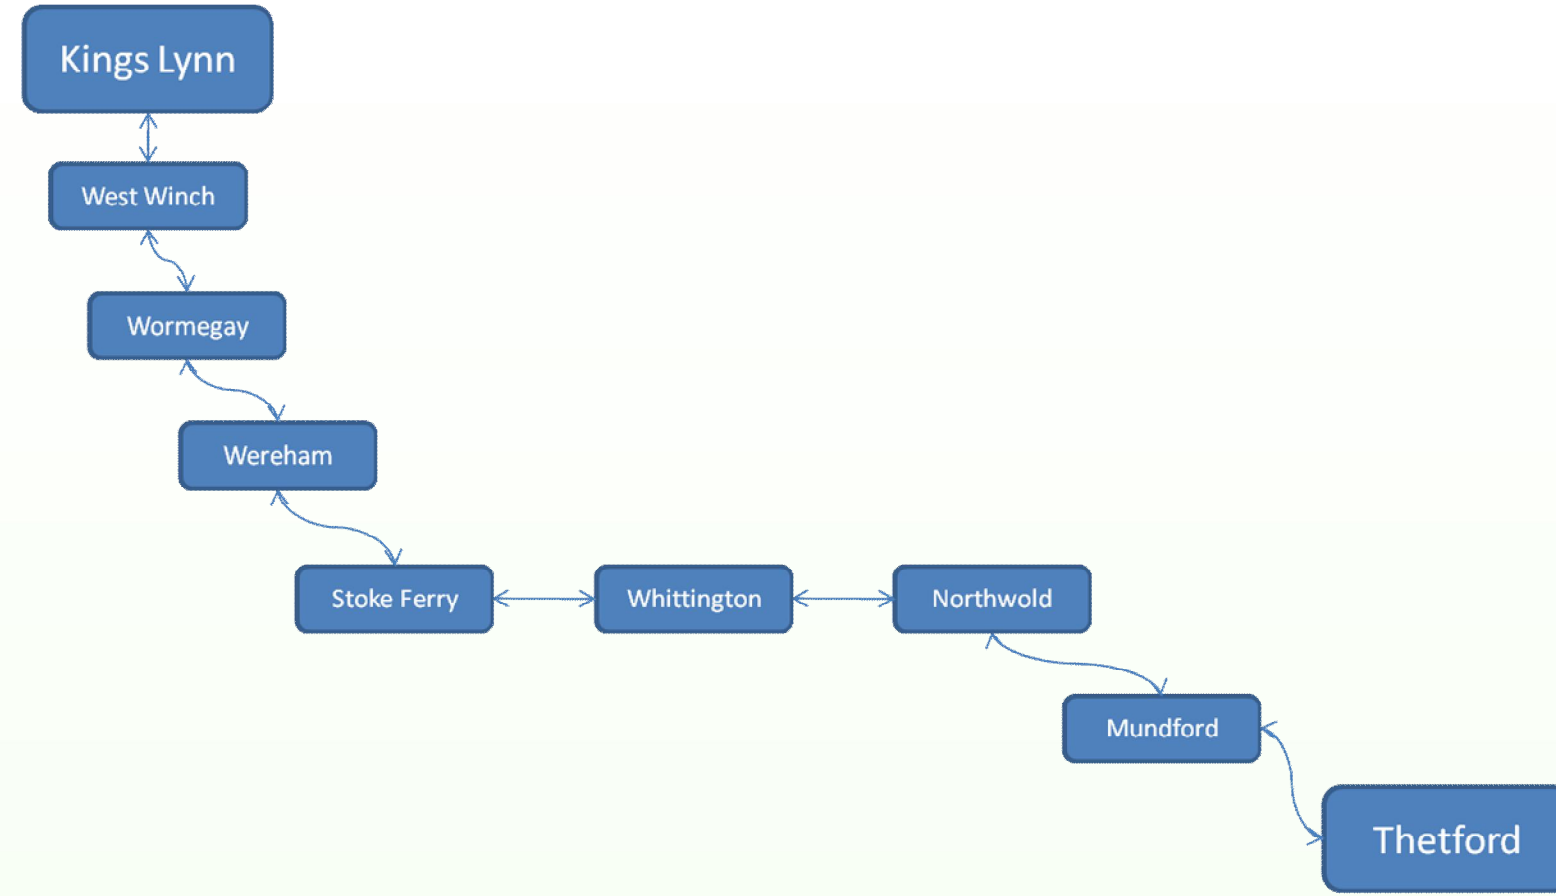 Kings Lynn
West Winch
Wormegay
Wereham
Stoke Ferry
Whittington
Northwold
Mundford
Thetford